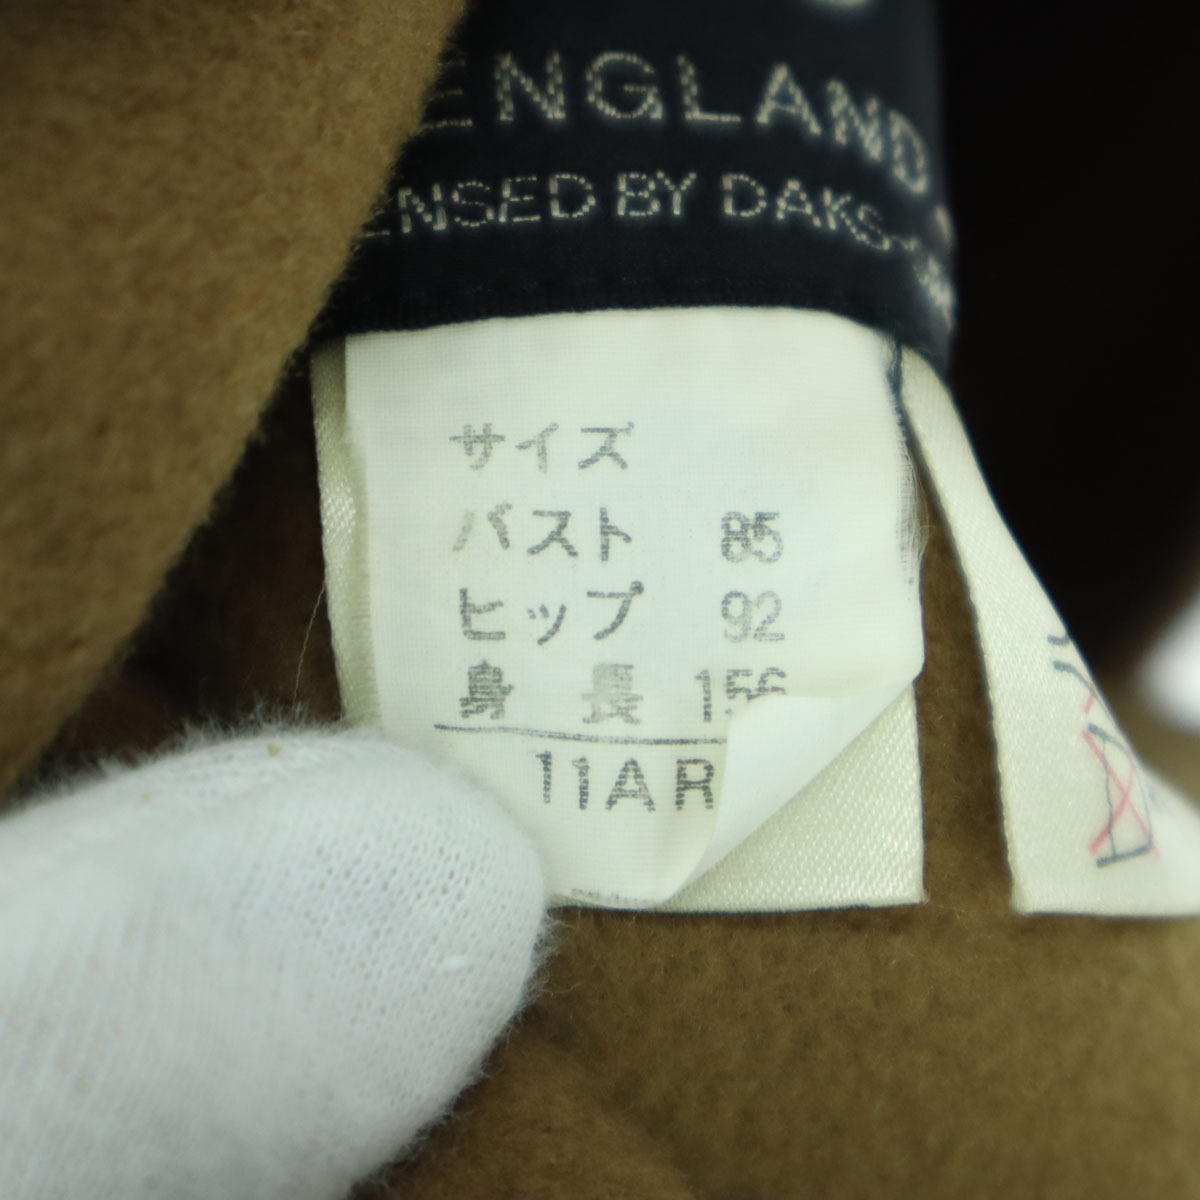 ENGLAND
ENSED BY DAKS-
サイズ
バスト 85
ヒップ 92
身 長 156
11AR